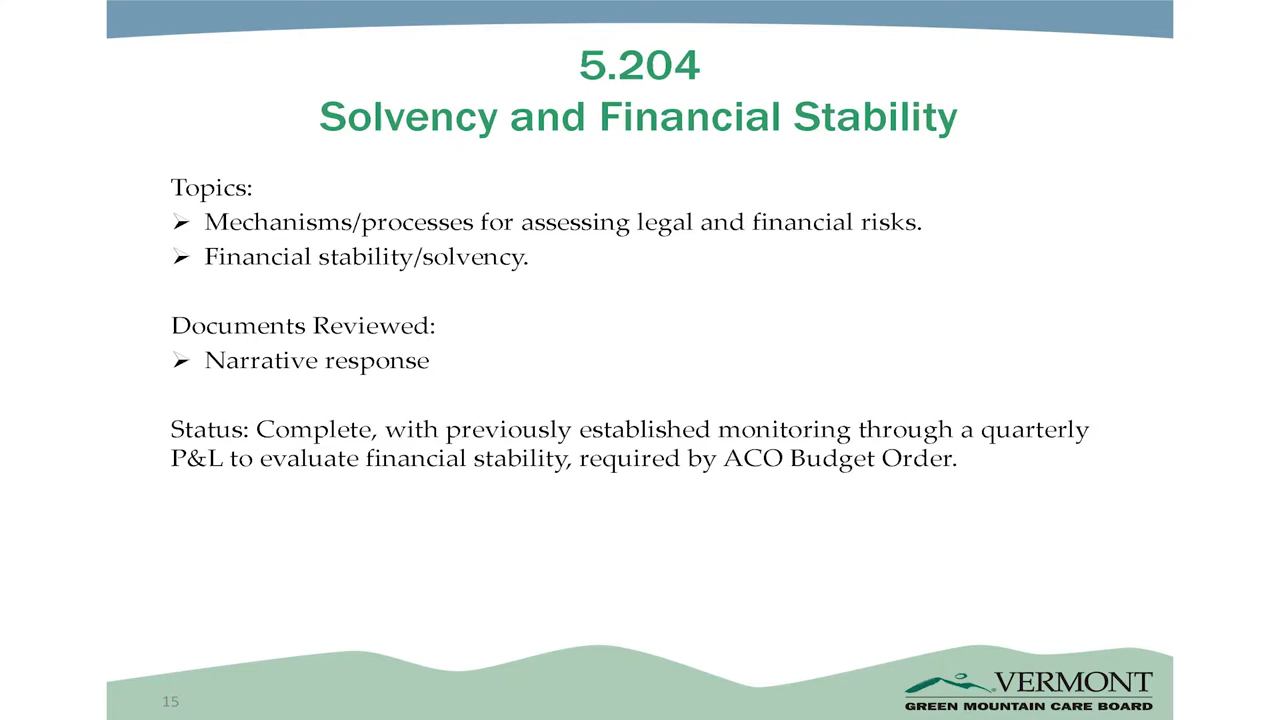 5.204
Solvency and Financial Stability
Topics:
➢ Mechanisms/processes for assessing legal and financial risks.
➢ Financial stability/solvency.
Documents Reviewed:
➢ Narrative response
Status: Complete, with previously established monitoring through a quarterly
P&L to evaluate financial stability, required by ACO Budget Order.
15
VERMONT
GREEN MOUNTAIN CARE BOARD